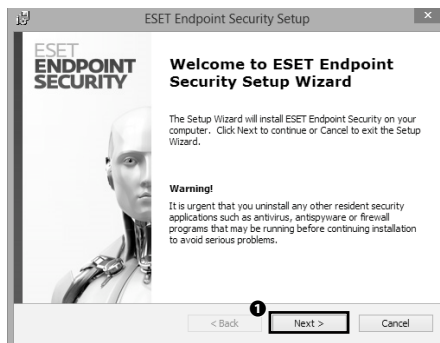 ESET Endpoint Security Setup
ESET
ENDPOINT
SECURITY
Welcome to ESET Endpoint
Security Setup Wizard
The Setup Wizard will install ESET Endpoint Security on your
computer. Click Next to continue or Cancel to exit the Setup
Wizard.
Warning!
It is urgent that you uninstall any other resident security
applications such as antivirus, antispyware or firewall
programs that may be running before continuing installation
to avoid serious problems.
1
< Back Next > Cancel